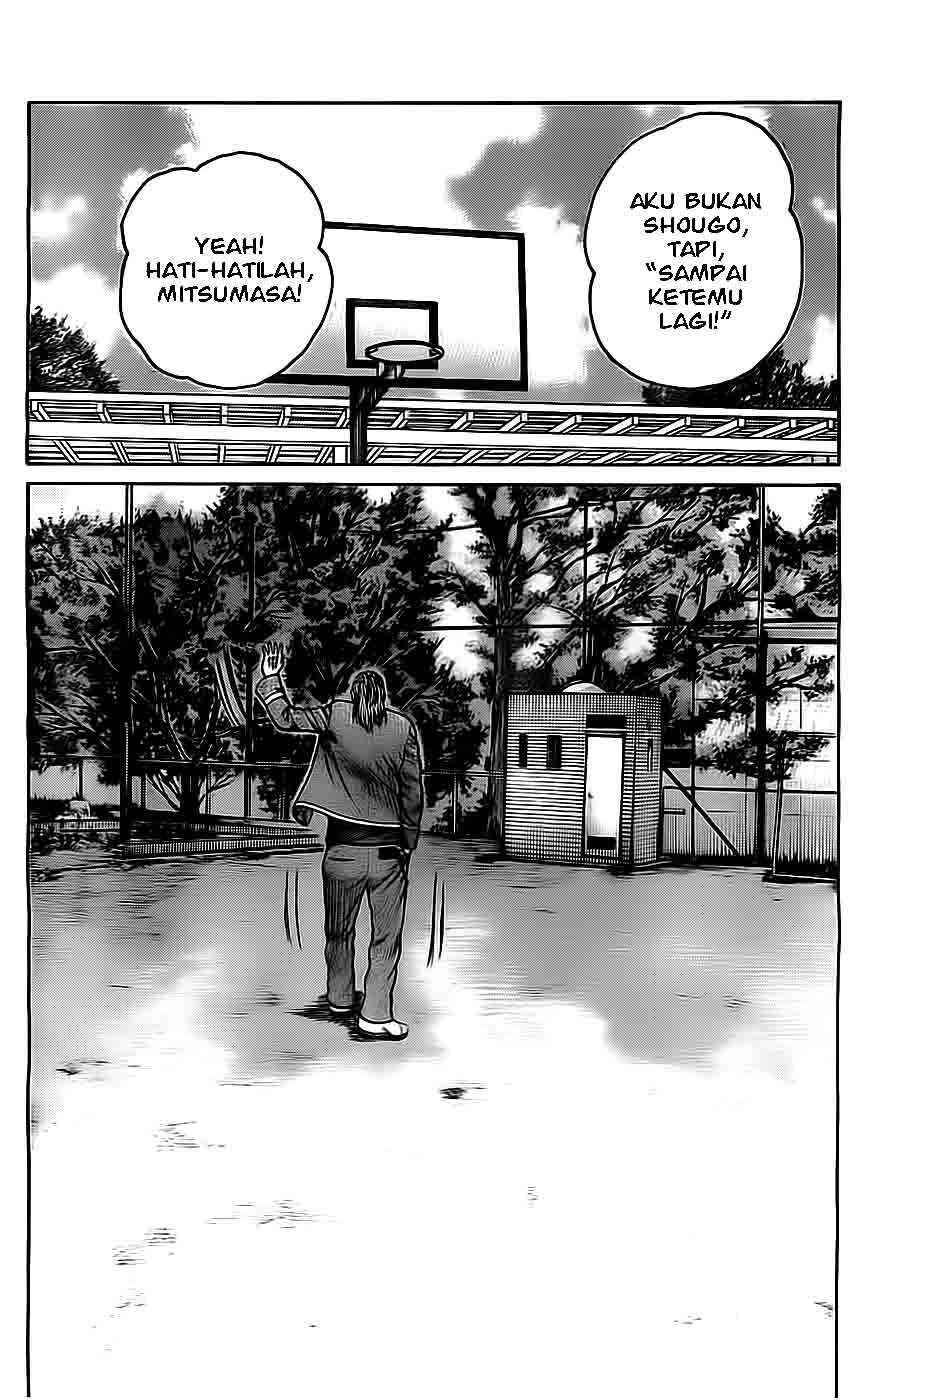 AKU BUKAN
SHOUGO,
TAPI,
“SAMPAI
KETEMU
LAGI!”
YEAH!
HATI-HATILAH,
MITSUMASA!